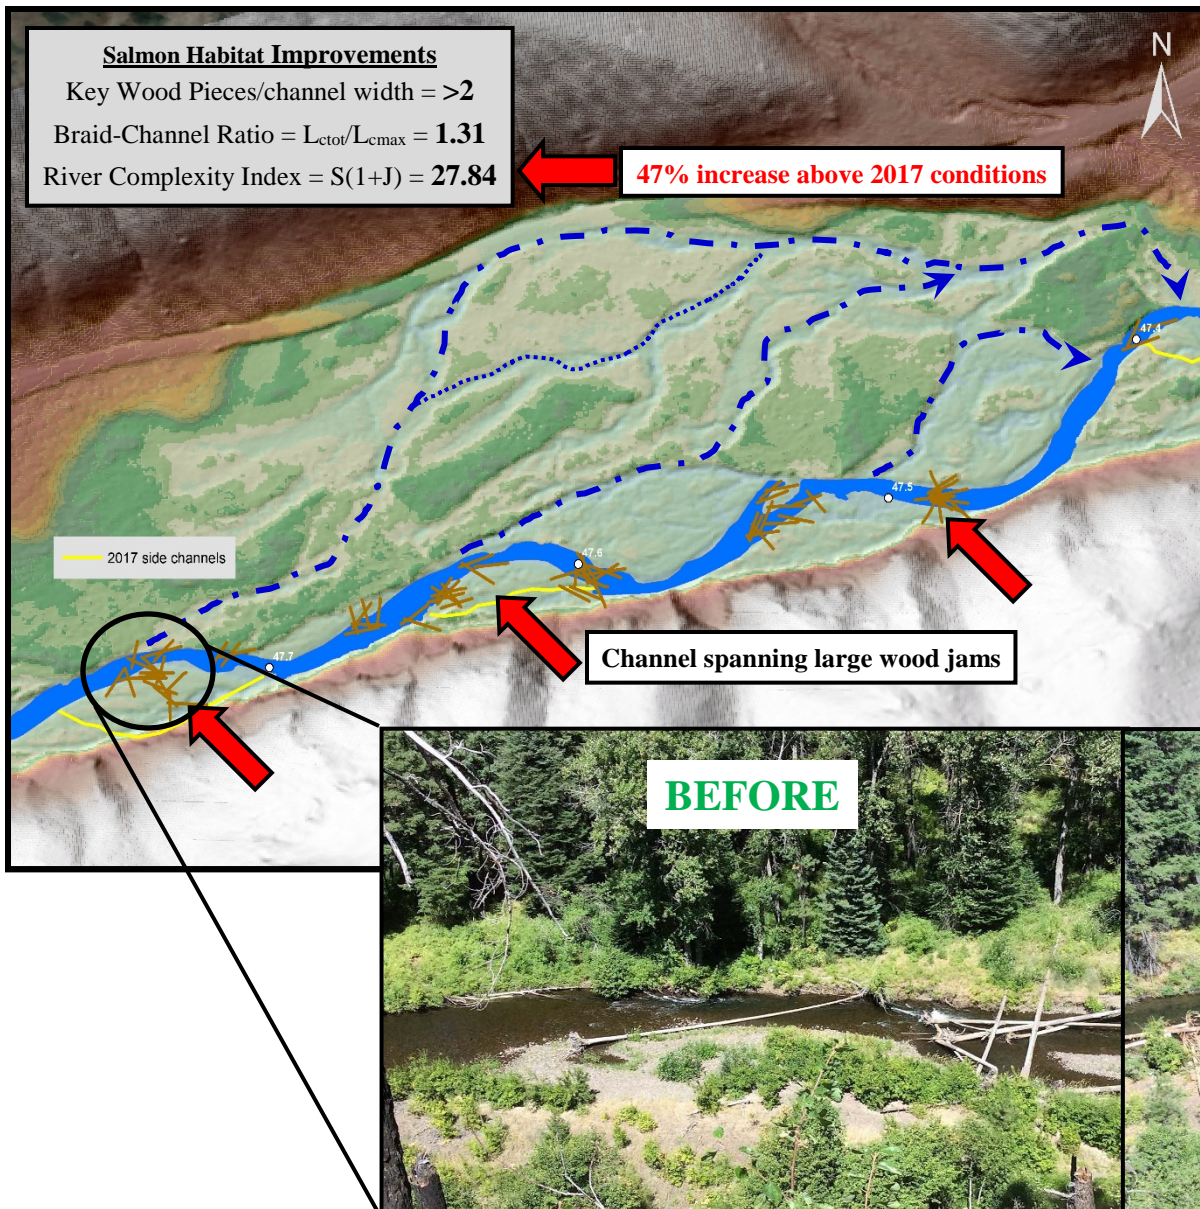 Salmon Habitat Improvements
Key Wood Pieces/channel width = >2
Braid-Channel Ratio = Lctot/Lcmax = 1.31
River Complexity Index = S(1+J) = 27.84
47% increase above 2017 conditions
N
47.4
47.5
47.6
2017 side channels
47.7
Channel spanning large wood jams
BEFORE